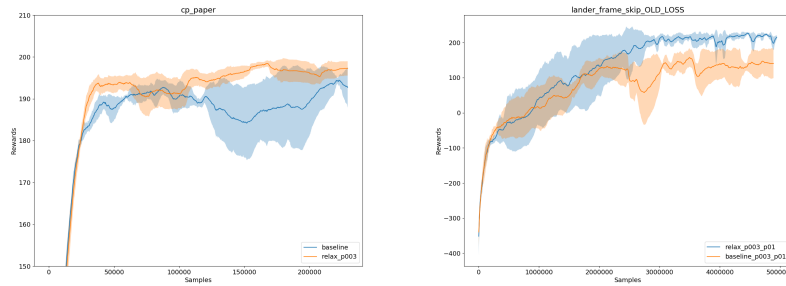 cp_paper
210
200
190
180
170
160
150
Rewards
0
50000
100000
150000
200000
Samples
baseline
relax_p003
lander_frame_skip_OLD_LOSS
200
100
0
−100
−200
−300
−400
Rewards
0
1000000
2000000
3000000
4000000
5000000
Samples
relax_p003_p01
baseline_p003_p01